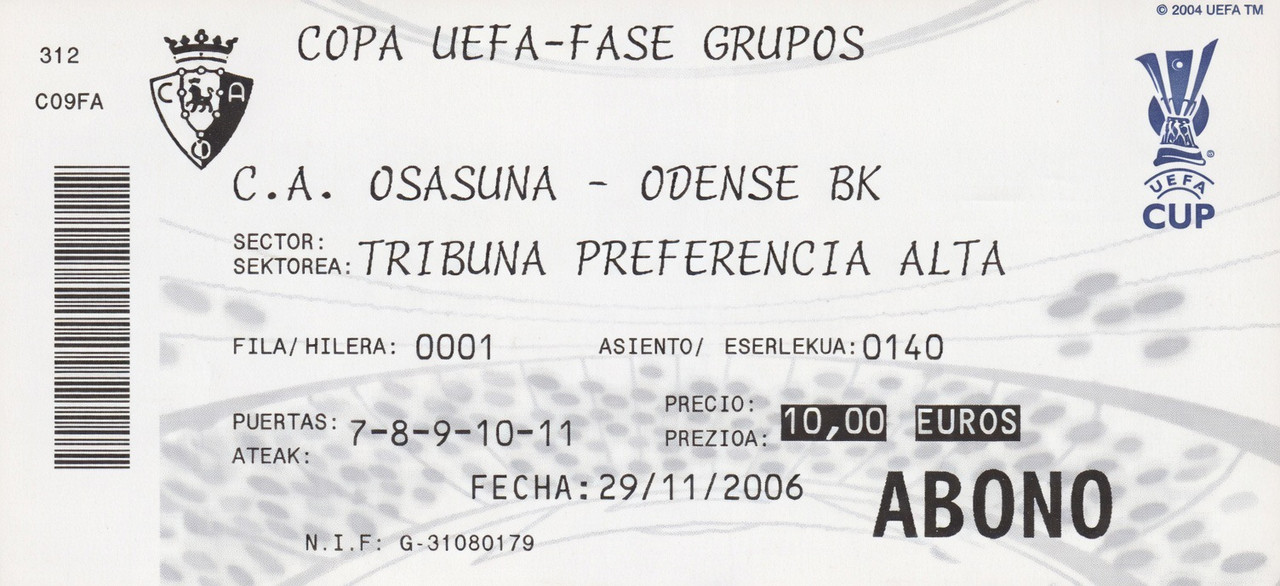 © 2004 UEFA TM
312
C09FA
COPA UEFA-FASE GRUPOS
C A
O
UEFA
CUP
C.A. OSASUNA - ODENSE BK
SECTOR:
SEKTOREA: TRIBUNA PREFERENCIA ALTA
FILA/HILERA: 0001 ASIENTO/ ESERLEKUA: 0140
PUERTAS: 7-8-9-10-11
ATEAK:
PRECIO: 10,00 EUROS
PREZIOA:
FECHA: 29/11/2006
ABONO
N.I.F: G-31080179